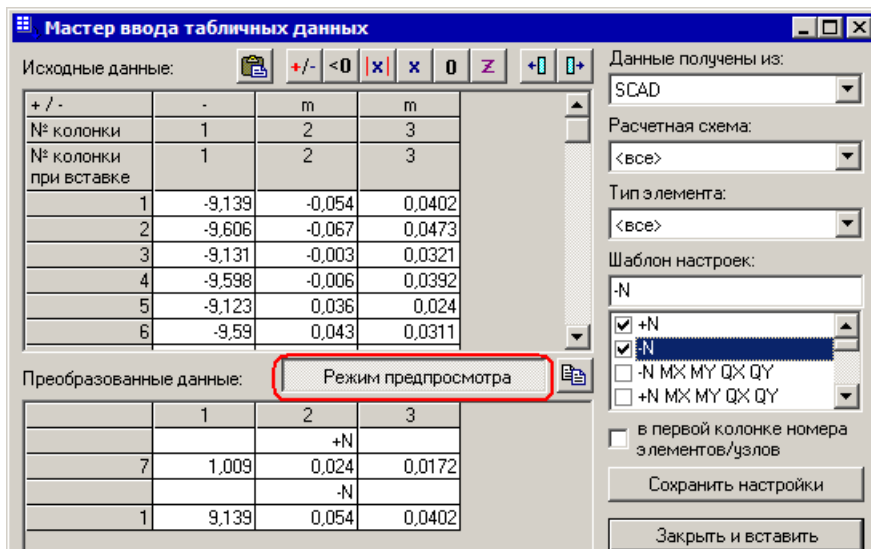 Мастер ввода табличных данных
Исходные данные: +/- <0 |x| x 0 Z
+ / - - m m
№ колонки 1 2 3
№ колонки при вставке 1 2 3
1 -9,139 -0,054 0,0402
2 -9,606 -0,067 0,0473
3 -9,131 -0,003 0,0321
4 -9,598 -0,006 0,0392
5 -9,123 0,036 0,024
6 -9,59 0,043 0,0311
Преобразованные данные: Режим предпросмотра
1 2 3
+N
7 1,009 0,024 0,0172
-N
1 9,139 0,054 0,0402
Данные получены из:
SCAD
Расчетная схема:
<все>
Тип элемента:
<все>
Шаблон настроек:
-N
+N
-N
-N MX MY QX QY
+N MX MY QX QY
в первой колонке номера
элементов/узлов
Сохранить настройки
Закрыть и вставить